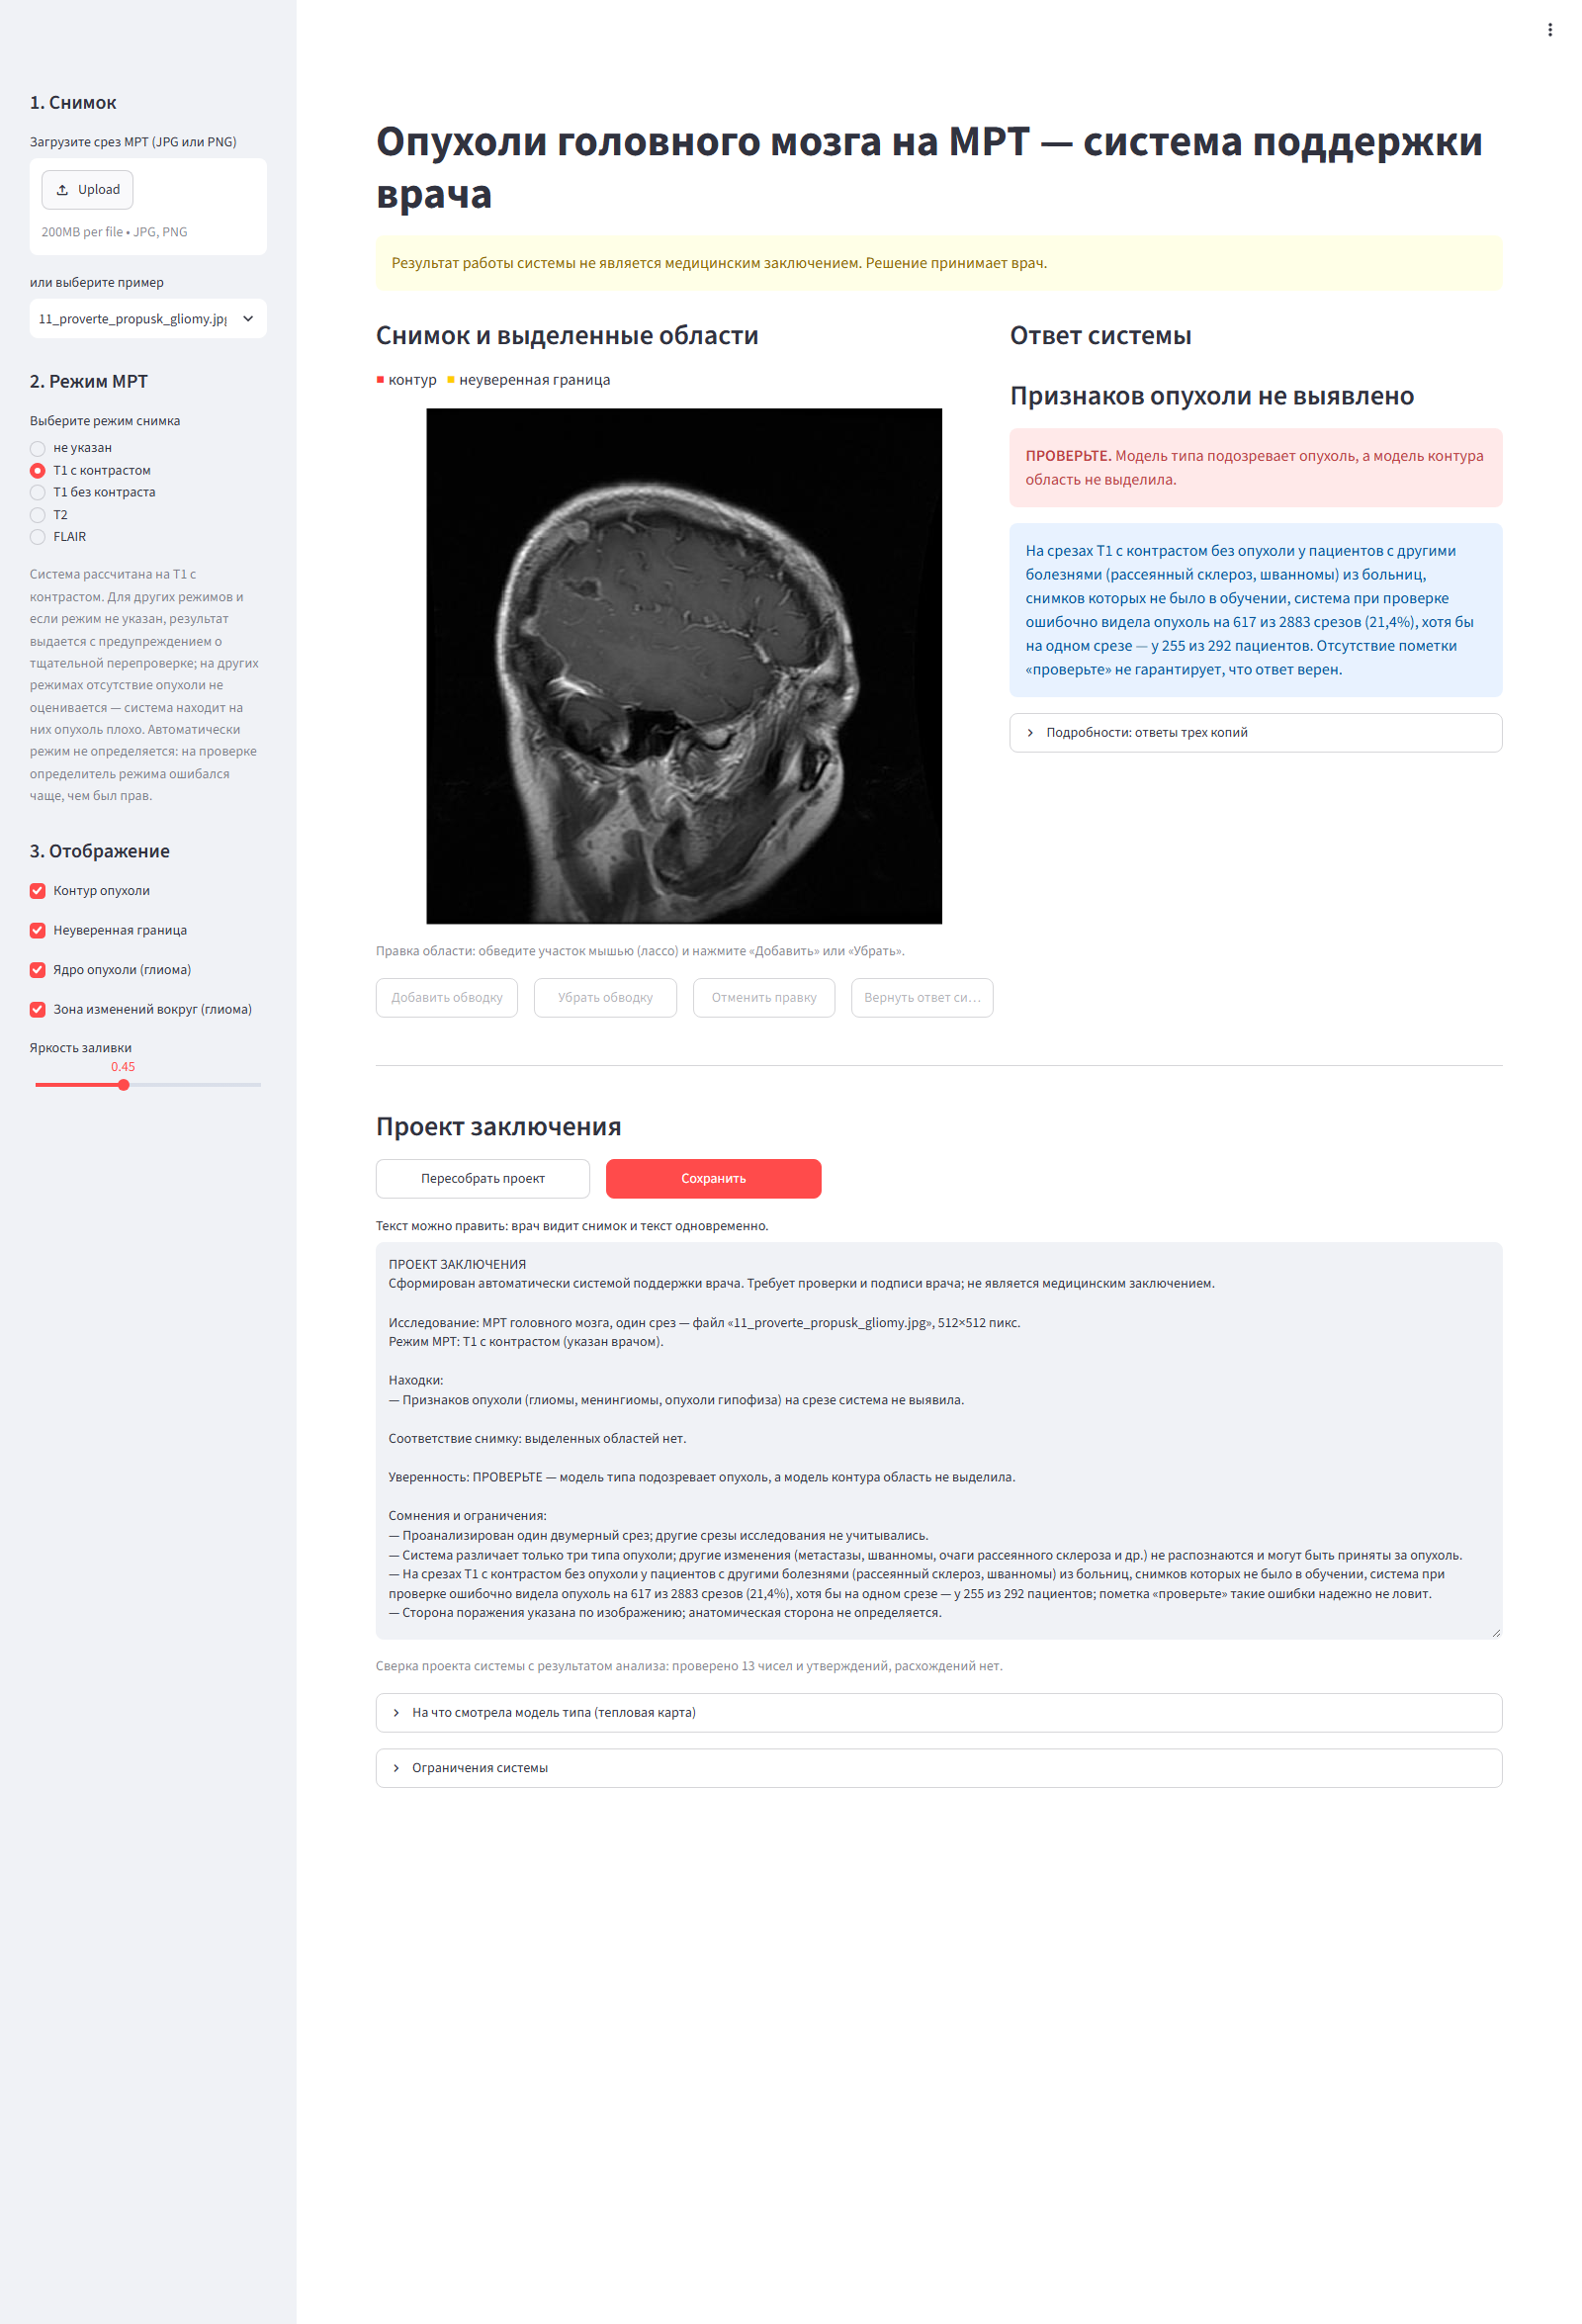 1. Снимок
Загрузите срез МРТ (JPG или PNG)
Upload
200MB per file • JPG, PNG
или выберите пример
11_proverte_propusk_gliomy.jpg
2. Режим МРТ
Выберите режим снимка
не указан
T1 с контрастом
T1 без контраста
T2
FLAIR
Система рассчитана на T1 с
контрастом. Для других режимов и
если режим не указан, результат
выдается с предупреждением о
тщательной перепроверке; на других
режимах отсутствие опухоли не
оценивается — система находит на
них опухоль плохо. Автоматически
режим не определяется: на проверке
определитель режима ошибался
чаще, чем был прав.
3. Отображение
Контур опухоли
Неуверенная граница
Ядро опухоли (глиома)
Зона изменений вокруг (глиома)
Яркость заливки
0.45
Опухоли головного мозга на МРТ — система поддержки
врача
Результат работы системы не является медицинским заключением. Решение принимает врач.
Снимок и выделенные области
контур неуверенная граница
Правка области: обведите участок мышью (лассо) и нажмите «Добавить» или «Убрать».
Добавить обводку
Убрать обводку
Отменить правку
Вернуть ответ си…
Ответ системы
Признаков опухоли не выявлено
ПРОВЕРЬТЕ. Модель типа подозревает опухоль, а модель контура
область не выделила.
На срезах T1 с контрастом без опухоли у пациентов с другими
болезнями (рассеянный склероз, шванномы) из больниц,
снимков которых не было в обучении, система при проверке
ошибочно видела опухоль на 617 из 2883 срезов (21,4%), хотя бы
на одном срезе — у 255 из 292 пациентов. Отсутствие пометки
«проверьте» не гарантирует, что ответ верен.
Подробности: ответы трех копий
Проект заключения
Пересобрать проект
Сохранить
Текст можно править: врач видит снимок и текст одновременно.
ПРОЕКТ ЗАКЛЮЧЕНИЯ
Сформирован автоматически системой поддержки врача. Требует проверки и подписи врача; не является медицинским заключением.
Исследование: МРТ головного мозга, один срез — файл «11_proverte_propusk_gliomy.jpg», 512×512 пикс.
Режим МРТ: T1 с контрастом (указан врачом).
Находки:
— Признаков опухоли (глиомы, менингиомы, опухоли гипофиза) на срезе система не выявила.
Соответствие снимку: выделенных областей нет.
Уверенность: ПРОВЕРЬТЕ — модель типа подозревает опухоль, а модель контура область не выделила.
Сомнения и ограничения:
— Проанализирован один двумерный срез; другие срезы исследования не учитывались.
— Система различает только три типа опухоли; другие изменения (метастазы, шванномы, очаги рассеянного склероза и др.) не распознаются и могут быть приняты за опухоль.
— На срезах T1 с контрастом без опухоли у пациентов с другими болезнями (рассеянный склероз, шванномы) из больниц, снимков которых не было в обучении, система при
проверке ошибочно видела опухоль на 617 из 2883 срезов (21,4%), хотя бы на одном срезе — у 255 из 292 пациентов; пометка «проверьте» такие ошибки надежно не ловит.
— Сторона поражения указана по изображению; анатомическая сторона не определяется.
Сверка проекта системы с результатом анализа: проверено 13 чисел и утверждений, расхождений нет.
На что смотрела модель типа (тепловая карта)
Ограничения системы